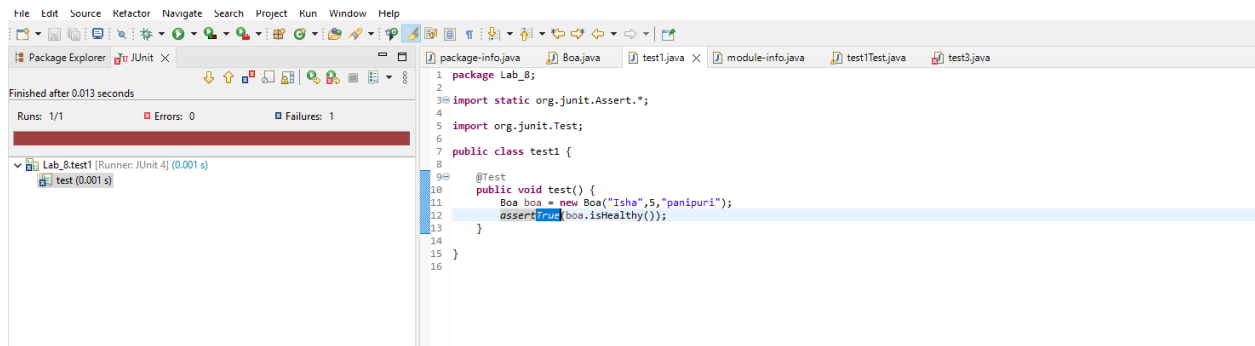 File Edit Source Refactor Navigate Search Project Run Window Help
Package Explorer JUnit
Finished after 0.013 seconds
Runs: 1/1 Errors: 0 Failures: 1
Lab_8.test1 [Runner: JUnit 4] (0.001 s)
test (0.001 s)
package-info.java Boa.java test1.java module-info.java test1Test.java test3.java
1 package Lab_8;
2
3 import static org.junit.Assert.*;
4
5 import org.junit.Test;
6
7 public class test1 {
8
9 @Test
10 public void test() {
11 Boa boa = new Boa("Isha",5,"panipuri");
12 assertTrue(boa.isHealthy());
13 }
14
15 }
16